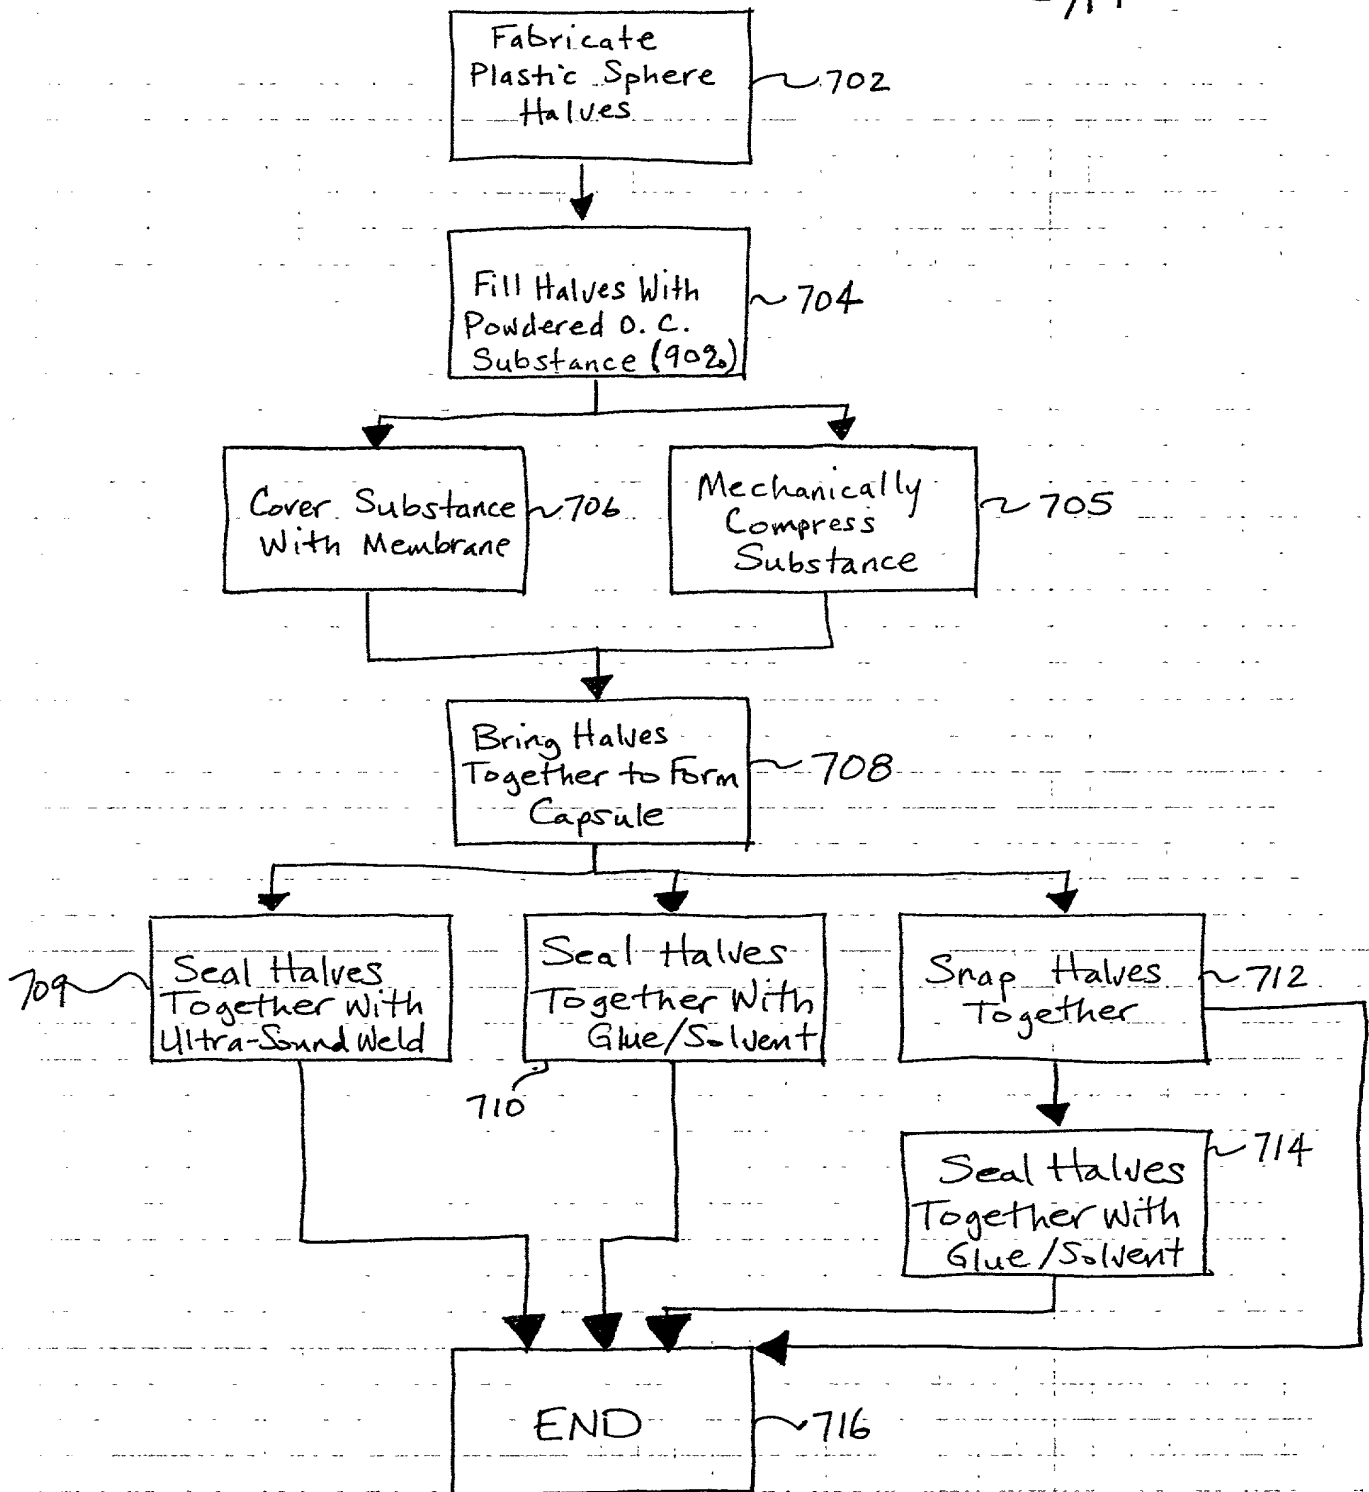 Fabricate
Plastic Sphere
Halves
702
Fill Halves With
Powdered O. C.
Substance (90%)
704
Cover Substance
With Membrane
706
Mechanically
Compress
Substance
705
Bring Halves
Together to Form
Capsule
708
709
Seal Halves
Together With
Ultra-Sound Weld
Seal Halves
Together With
Glue/Solvent
710
Snap Halves
Together
712
Seal Halves
Together With
Glue/Solvent
714
END
716